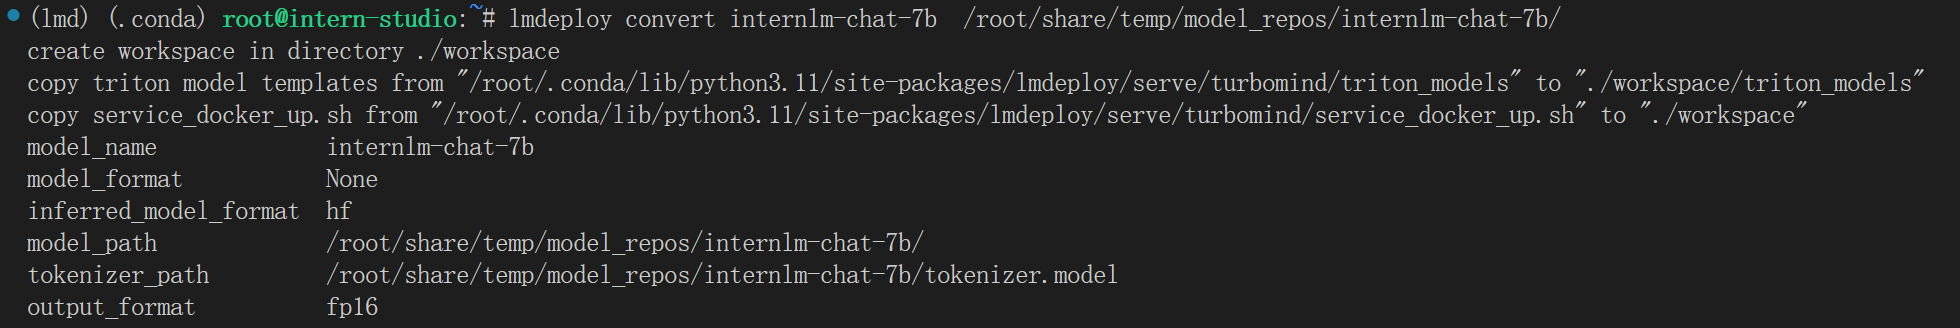 (lmd) (.conda) root@intern-studio:~# lmdeploy convert internlm-chat-7b  /root/share/temp/model_repos/internlm-chat-7b/
create workspace in directory ./workspace
copy triton model templates from "/root/.conda/lib/python3.11/site-packages/lmdeploy/serve/turbomind/triton_models" to "./workspace/triton_models"
copy service_docker_up.sh from "/root/.conda/lib/python3.11/site-packages/lmdeploy/serve/turbomind/service_docker_up.sh" to "./workspace"
model_name             internlm-chat-7b
model_format           None
inferred_model_format  hf
model_path             /root/share/temp/model_repos/internlm-chat-7b/
tokenizer_path         /root/share/temp/model_repos/internlm-chat-7b/tokenizer.model
output_format          fp16